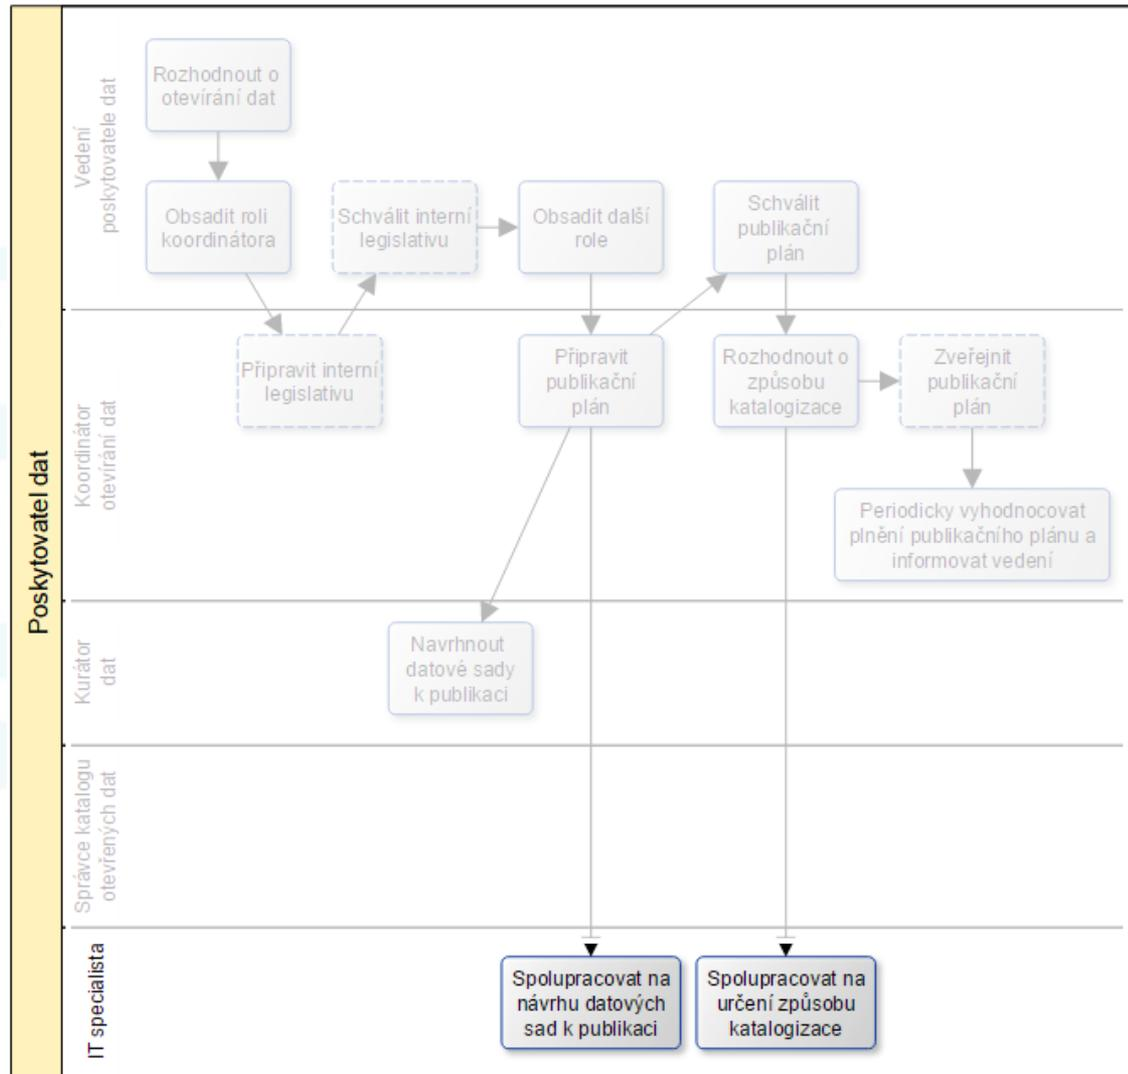 Poskytovatel dat
Vedení
poskytovatele dat
Rozhodnout o
otevírání dat
Obsadit roli
koordinátora
Schválit interní
legislativu
Obsadit další
role
Schválit
publikační
plán
Koordinátor
otevírání dat
Připravit interní
legislativu
Připravit
publikační
plán
Rozhodnout o
způsobu
katalogizace
Zveřejnit
publikační
plán
Periodicky vyhodnocovat
plnění publikačního plánu a
informovat vedení
Kurátor
dat
Navrhnout
datové sady
k publikaci
Správce katalogu
otevřených dat
IT specialista
Spolupracovat na
návrhu datových
sad k publikaci
Spolupracovat na
určení způsobu
katalogizace